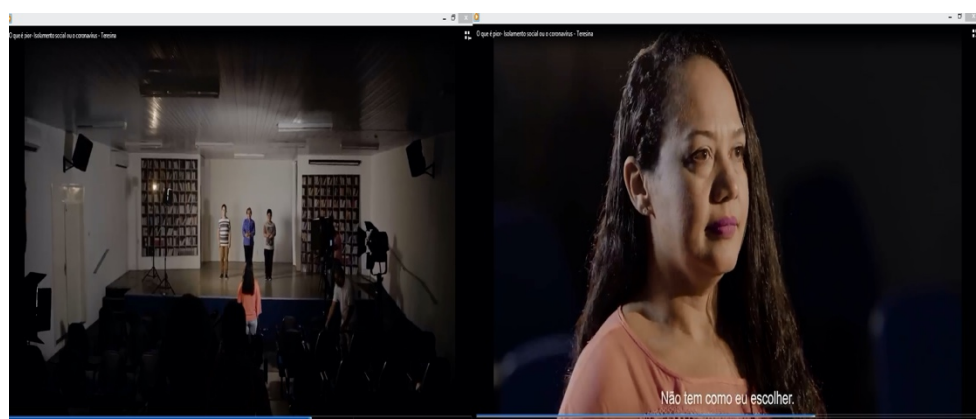 O que é pior- Isolamento social ou o coronavírus - Teresina
O que é pior- Isolamento social ou o coronavírus - Teresina
Não tem como eu escolher.